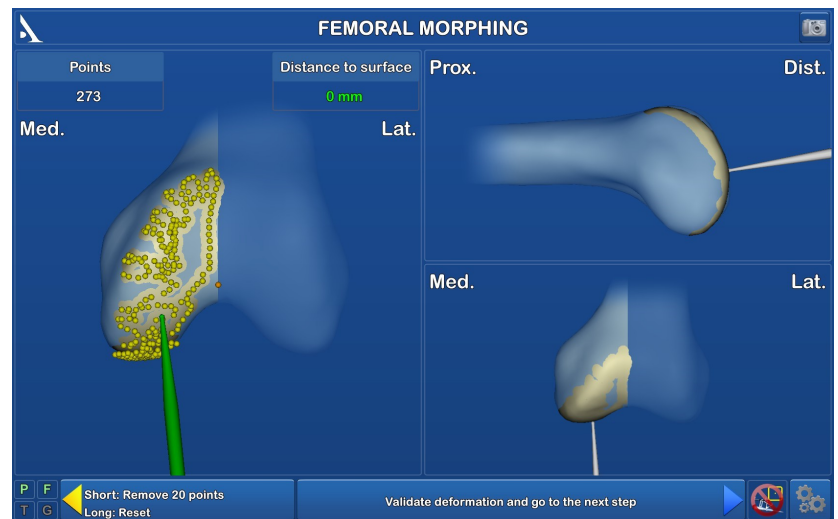 FEMORAL MORPHING
Points
273
Distance to surface
0 mm
Med.
Lat.
Prox.
Dist.
Med.
Lat.
P F
T G
Short: Remove 20 points
Long: Reset
Validate deformation and go to the next step